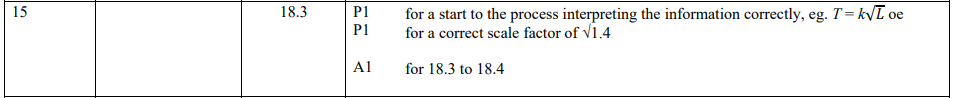 15 18.3 P1 for a start to the process interpreting the information correctly, eg. T = k√L oe
P1 for a correct scale factor of √1.4
A1 for 18.3 to 18.4